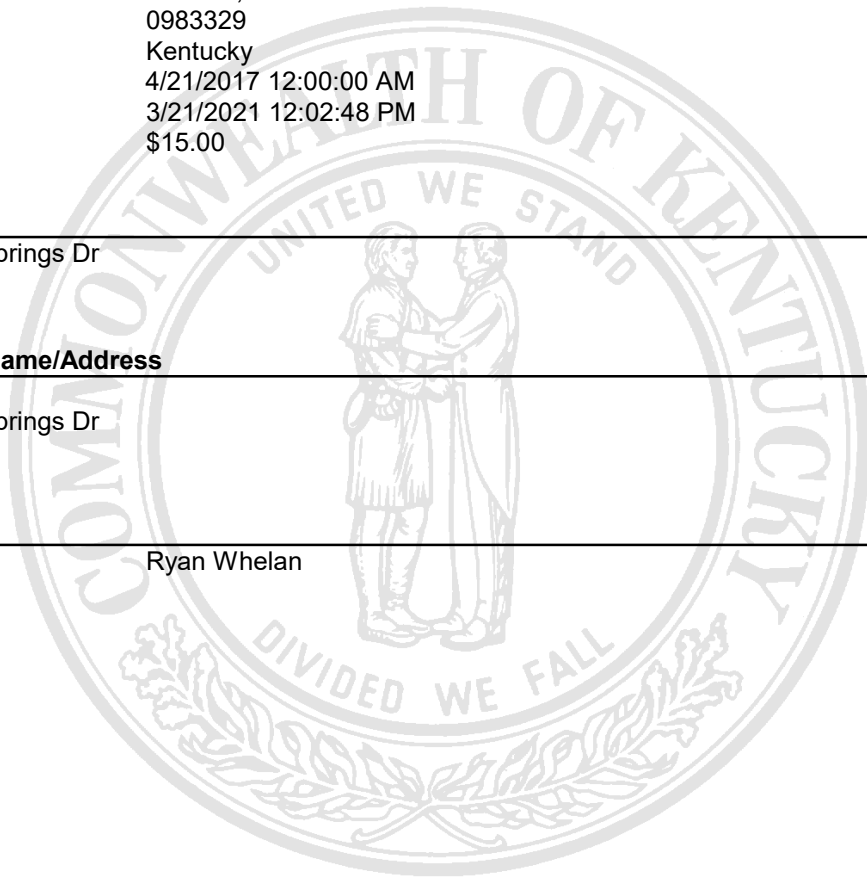 0983329
Kentucky
4/21/2017 12:00:00 AM
3/21/2021 12:02:48 PM
$15.00
COMMONWEALTH OF KENTUCKY
UNITED WE STAND
prings Dr
ame/Address
prings Dr
Ryan Whelan
DIVIDED WE FALL